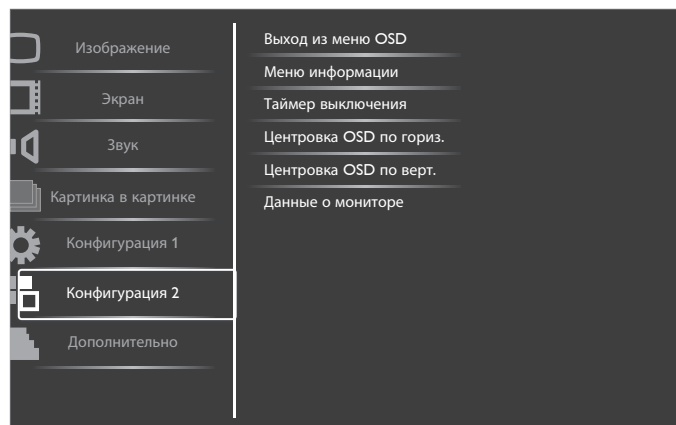 Изображение
Экран
Звук
Картинка в картинке
Конфигурация 1
Конфигурация 2
Дополнительно
Выход из меню OSD
Меню информации
Таймер выключения
Центровка OSD по гориз.
Центровка OSD по верт.
Данные о мониторе